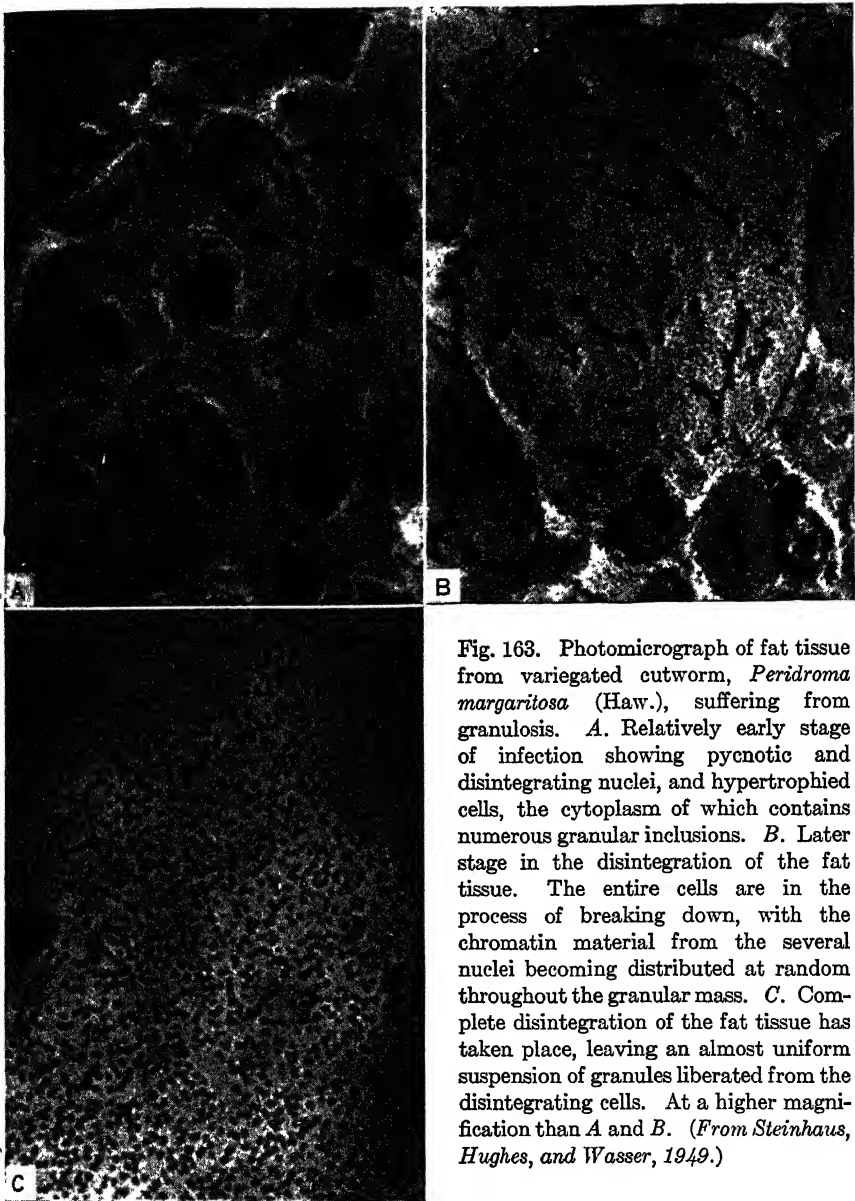 A
B
C
Fig. 163. Photomicrograph of fat tissue
from variegated cutworm, Peridroma
margaritosa (Haw.), suffering from
granulosis. A. Relatively early stage
of infection showing pycnotic and
disintegrating nuclei, and hypertrophied
cells, the cytoplasm of which contains
numerous granular inclusions. B. Later
stage in the disintegration of the fat
tissue. The entire cells are in the
process of breaking down, with the
chromatin material from the several
nuclei becoming distributed at random
throughout the granular mass. C. Com-
plete disintegration of the fat tissue has
taken place, leaving an almost uniform
suspension of granules liberated from the
disintegrating cells. At a higher magni-
fication than A and B. (From Steinhaus,
Hughes, and Wasser, 1949.)